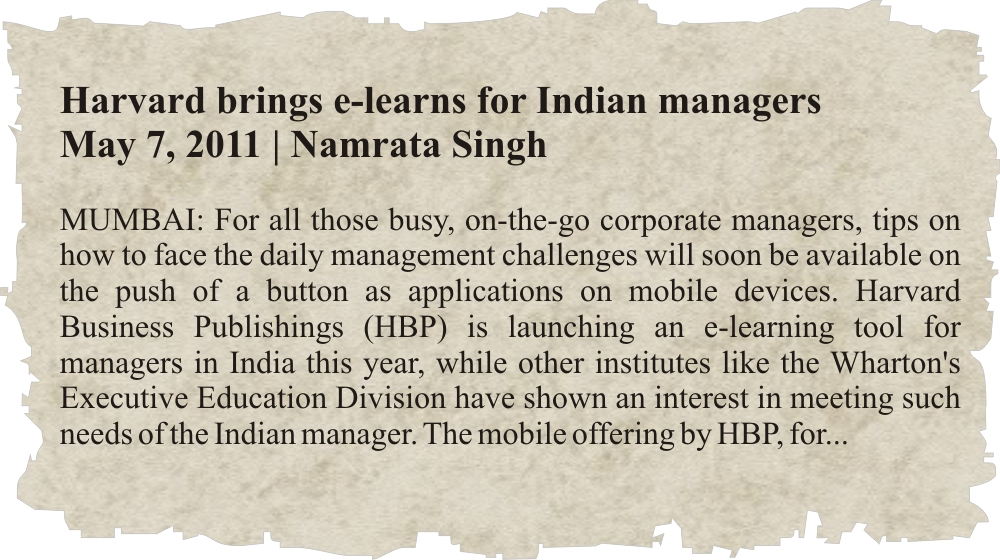 Harvard brings e-learns for Indian managers
May 7, 2011 | Namrata Singh
MUMBAI: For all those busy, on-the-go corporate managers, tips on
how to face the daily management challenges will soon be available on
the push of a button as applications on mobile devices. Harvard
Business Publishings (HBP) is launching an e-learning tool for
managers in India this year, while other institutes like the Wharton's
Executive Education Division have shown an interest in meeting such
needs of the Indian manager. The mobile offering by HBP, for...